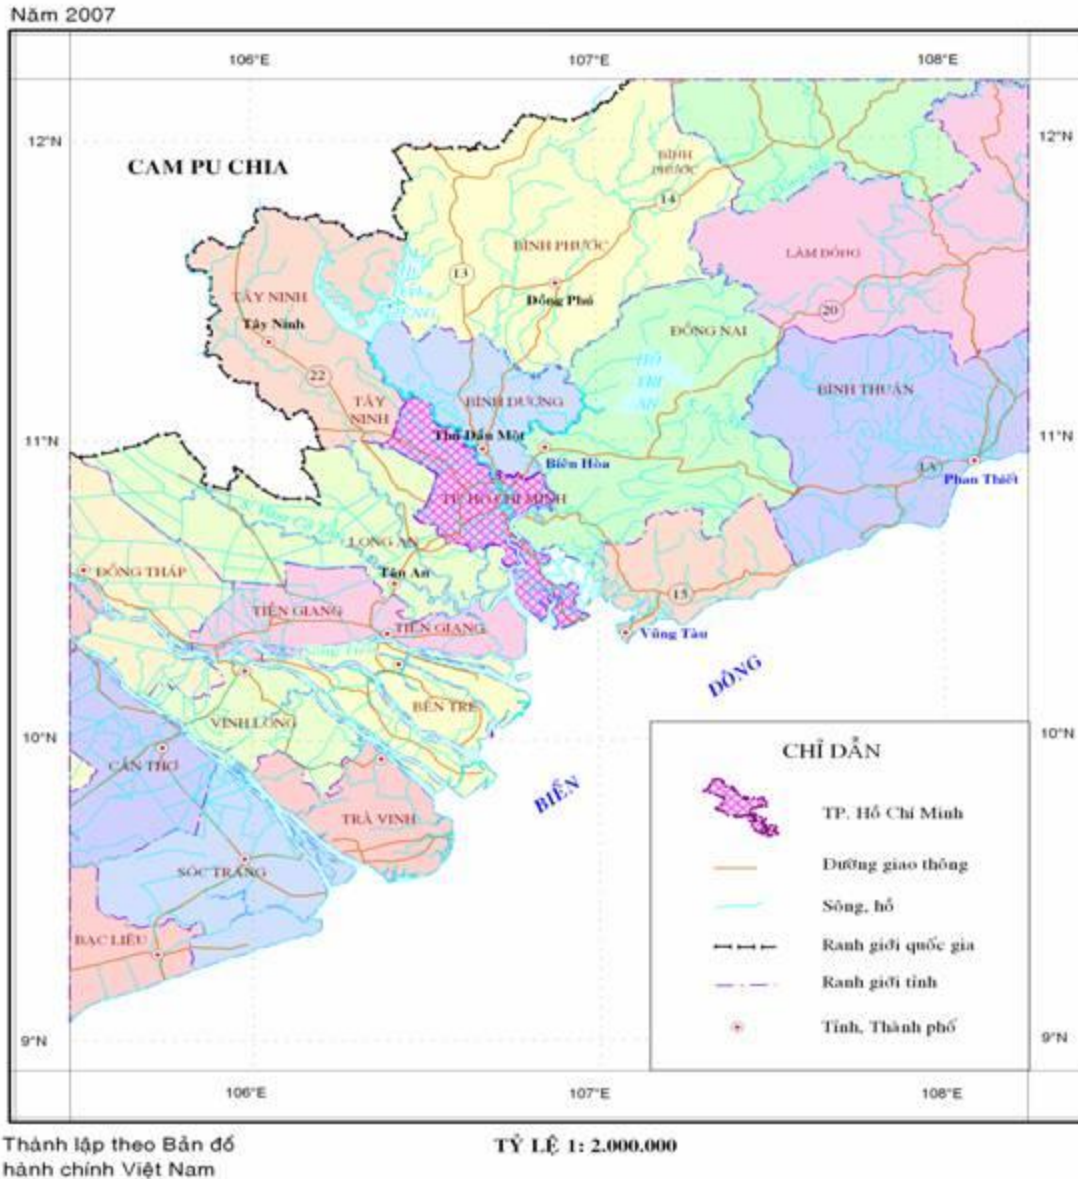 Năm 2007
106°E
107°E
108°E
12°N
12°N
CAM PU CHIA
BÌNH
PHƯỚC
14
BÌNH PHƯỚC
LÂM ĐỒNG
13
TÂY NINH
Đồng Phú
Tây Ninh
20
ĐỒNG NAI
HỒ
TRỊ
AN
22
BÌNH THUẬN
TÂY
NINH
BÌNH DƯƠNG
11°N
11°N
Thủ Dầu Một
Biên Hòa
1A
Phan Thiết
TP. HỒ CHÍ MINH
LONG AN
ĐỒNG THÁP
Tân An
15
TIỀN GIANG
TIỀN GIANG
Vũng Tàu
ĐÔNG
BẾN TRE
VĨNH LONG
10°N
10°N
CHỈ DẪN
CẦN THƠ
BIỂN
TP. Hồ Chí Minh
TRÀ VINH
Đường giao thông
SÓC TRĂNG
Sông, hồ
BẠC LIÊU
Ranh giới quốc gia
Ranh giới tỉnh
Tỉnh, Thành phố
9°N
9°N
106°E
107°E
108°E
Thành lập theo Bản đồ
hành chính Việt Nam
TỶ LỆ 1: 2.000.000